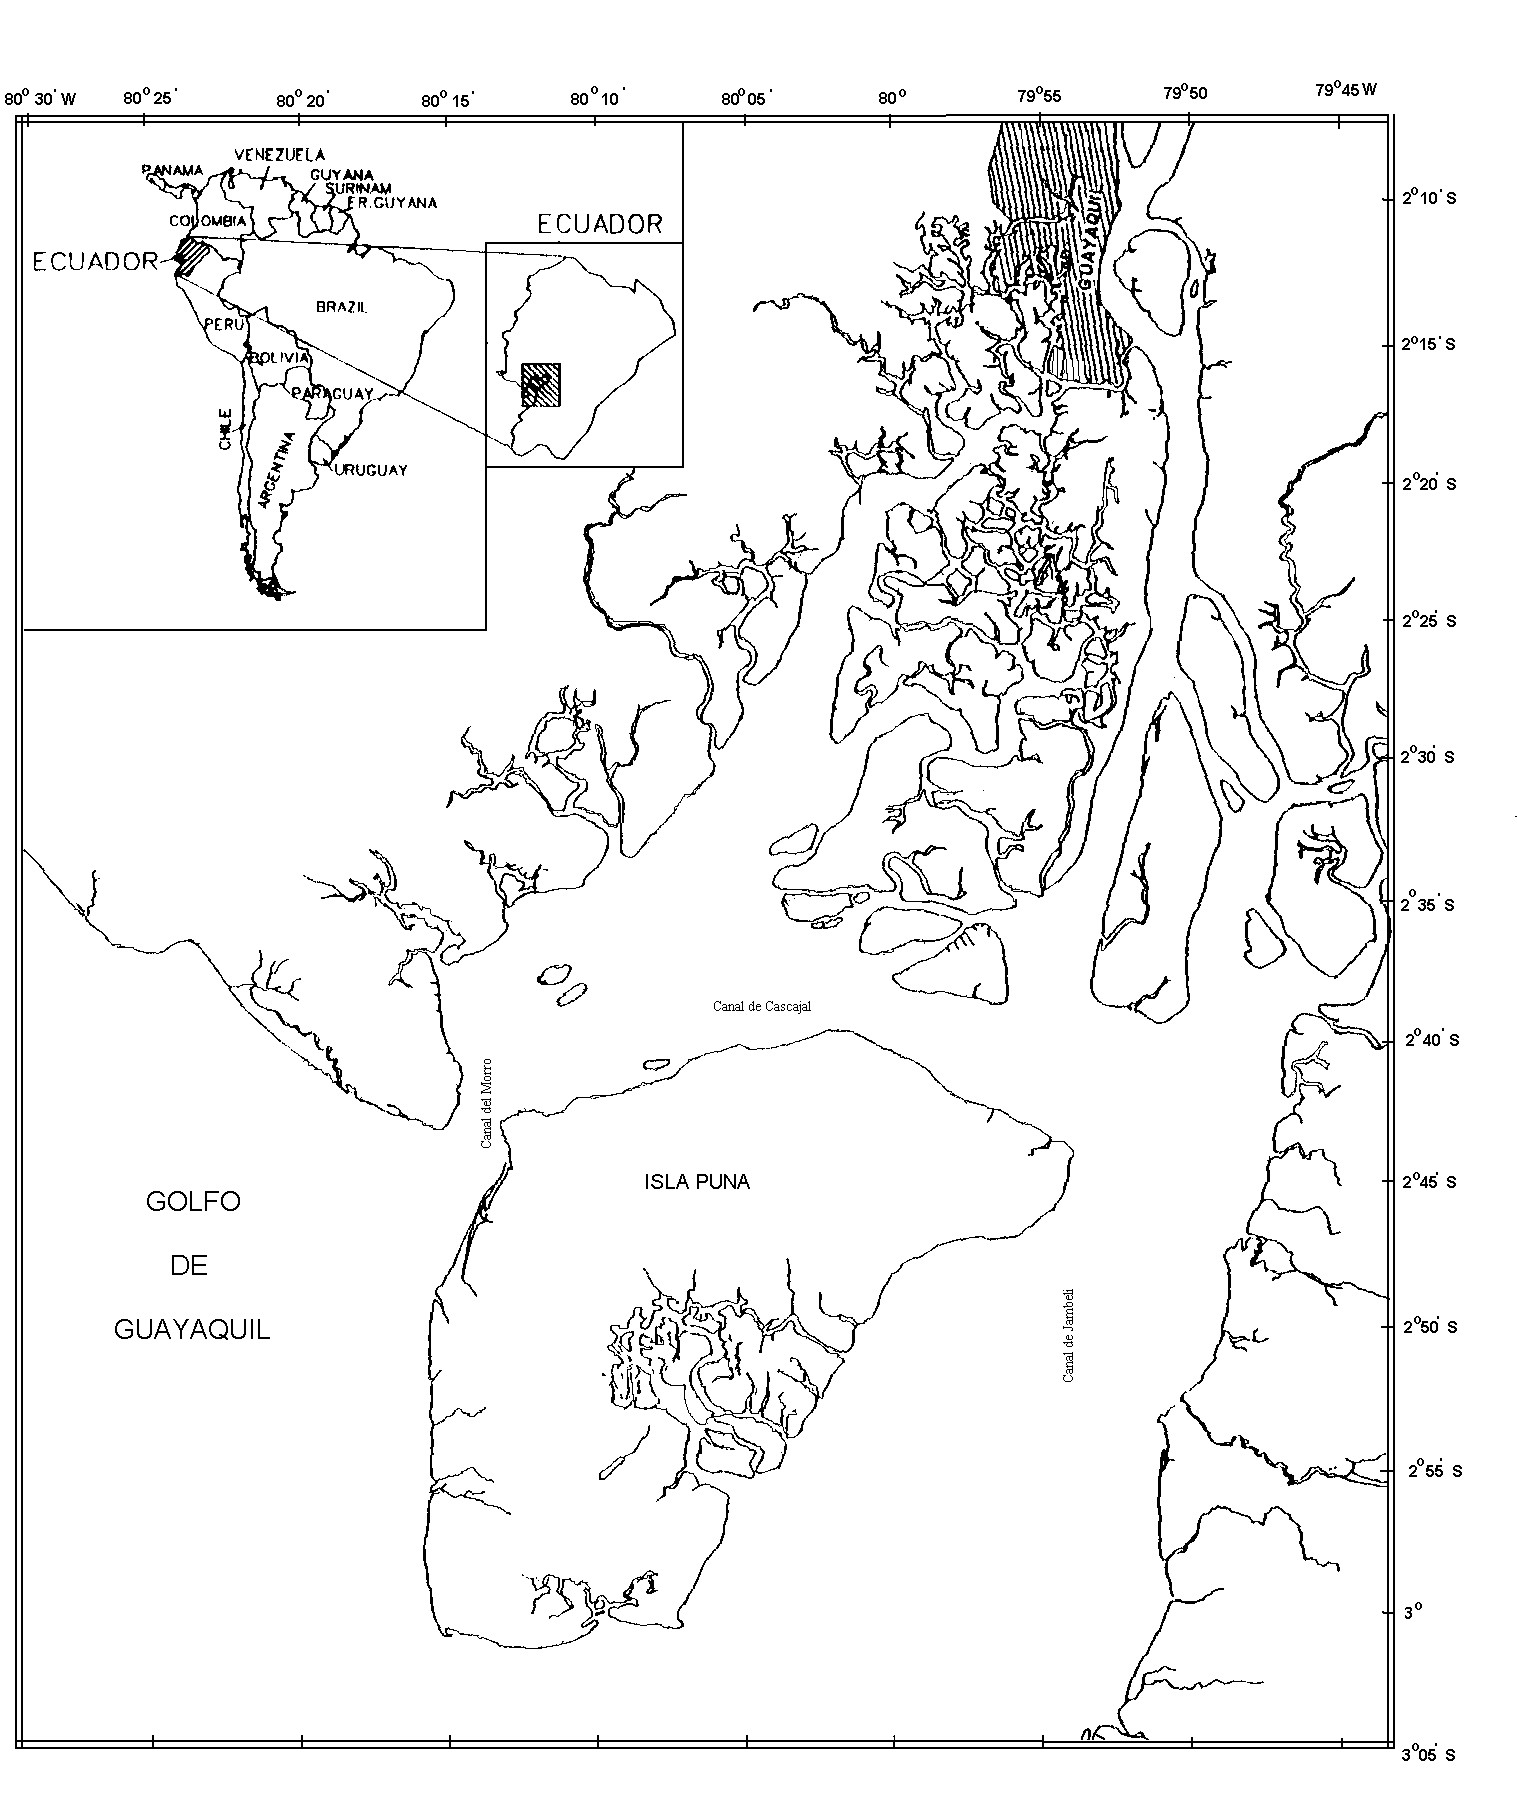 80° 30' W
80° 25'
80° 20'
80° 15'
80° 10'
80° 05'
80°
79° 55'
79° 50'
79° 45 W
VENEZUELA
PANAMA
GUYANA
SURINAM
FR.GUYANA
COLOMBIA
ECUADOR
ECUADOR
BRAZIL
PERU
BOLIVIA
PARAGUAY
CHILE
ARGENTINA
URUGUAY
GUAYAQUIL
2° 10' S
2° 15' S
2° 20' S
2° 25' S
2° 30' S
2° 35' S
2° 40' S
2° 45' S
2° 50' S
2° 55' S
3°
3° 05' S
Canal de Cascajal
Canal del Morro
ISLA PUNA
GOLFO
DE
GUAYAQUIL
Canal de Jambeli